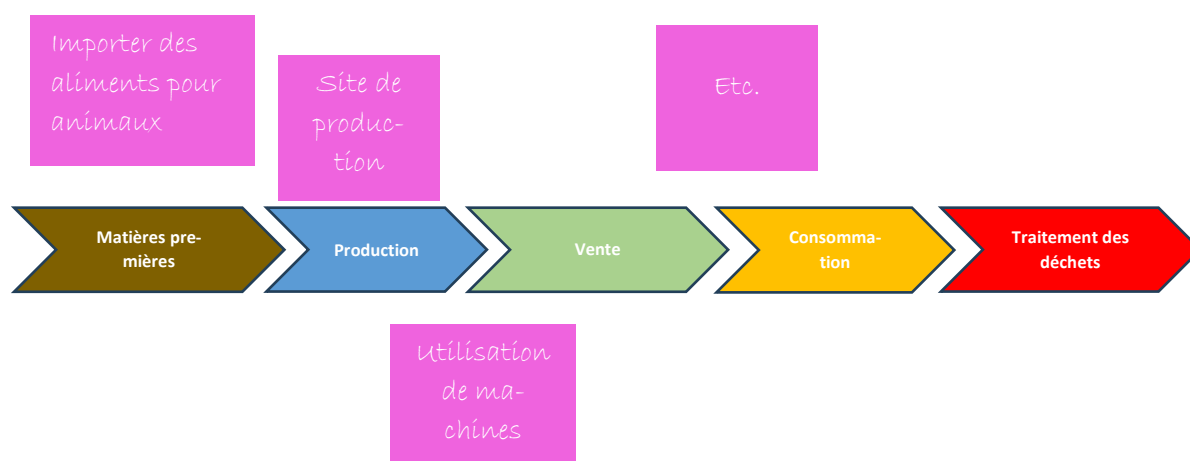 Importer des
aliments pour
animaux
Site de
produc-
tion
Etc.
Matières pre-
mières
Production
Vente
Consomma-
tion
Traitement des
déchets
Utilisation
de ma-
chines